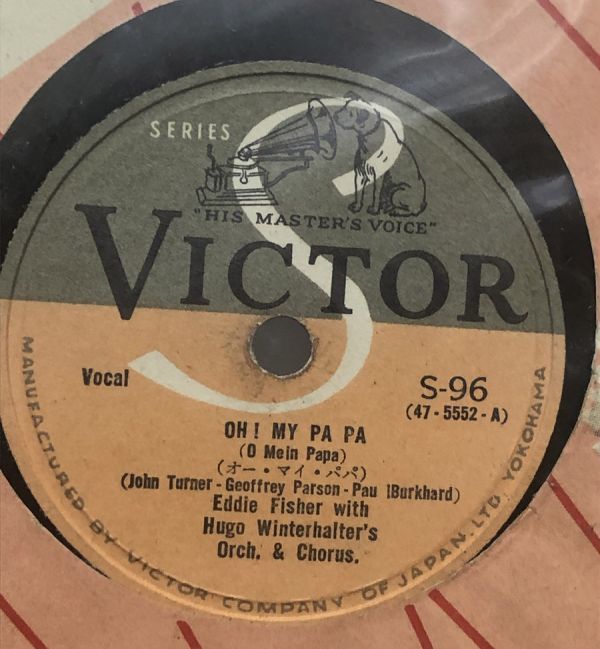 SERIES
S
"HIS MASTER'S VOICE"
VICTOR
Vocal
S-96
(47-5552-A)
OH! MY PA PA
(O Mein Papa)
(オー・マイ・パパ)
(John Turner-Geoffrey Parson-Pau lBurkhard)
Eddie Fisher with
Hugo Winterhalter's
Orch. & Chorus.
MANUFACTURED BY VICTOR COMPANY OF JAPAN. LTD. YOKOHAMA